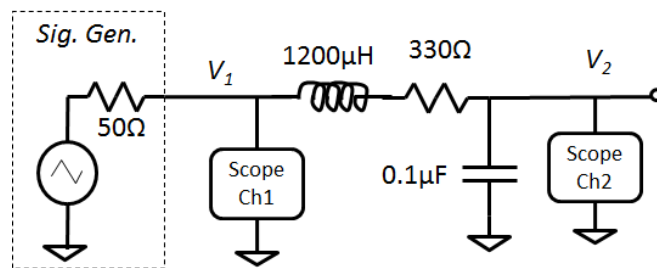 Sig. Gen.
V1
1200μH
330Ω
V2
50Ω
Scope
Ch1
0.1μF
Scope
Ch2